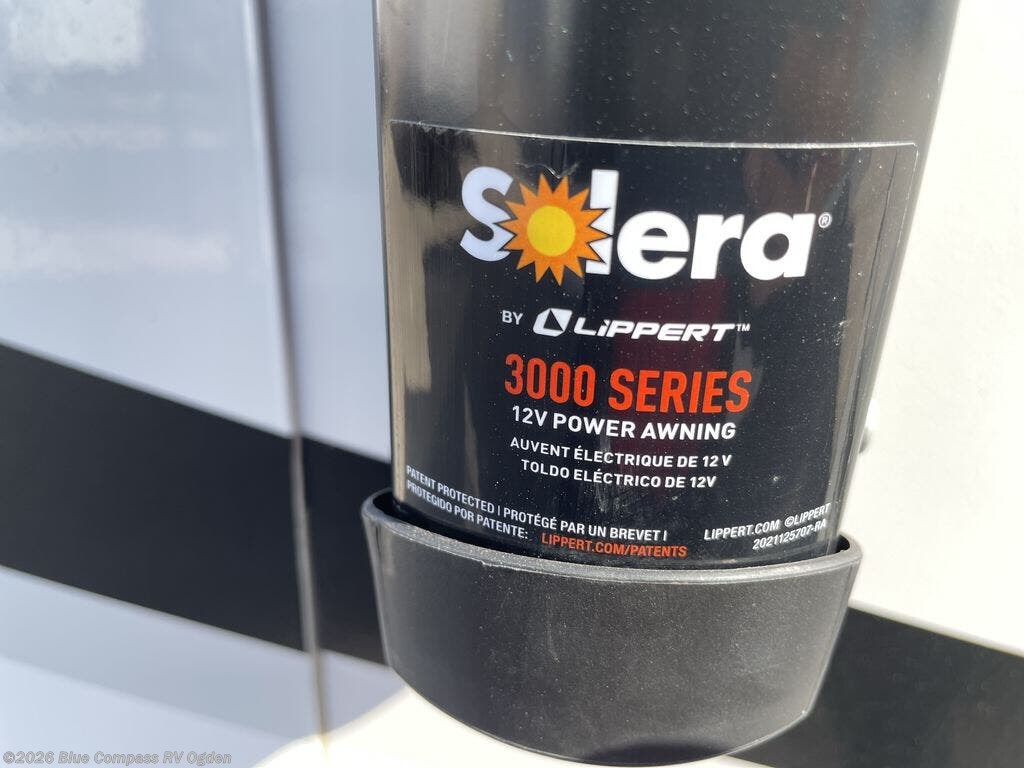 Solera®
BY LiPPERT™
3000 SERIES
12V POWER AWNING
AUVENT ÉLECTRIQUE DE 12 V
TOLDO ELÉCTRICO DE 12V
PATENT PROTECTED | PROTÉGÉ PAR UN BREVET |
PROTEGIDO POR PATENTE: LIPPERT.COM/PATENTS
LIPPERT.COM ©LIPPERT
2021125707-RA
©2026 Blue Compass RV Ogden